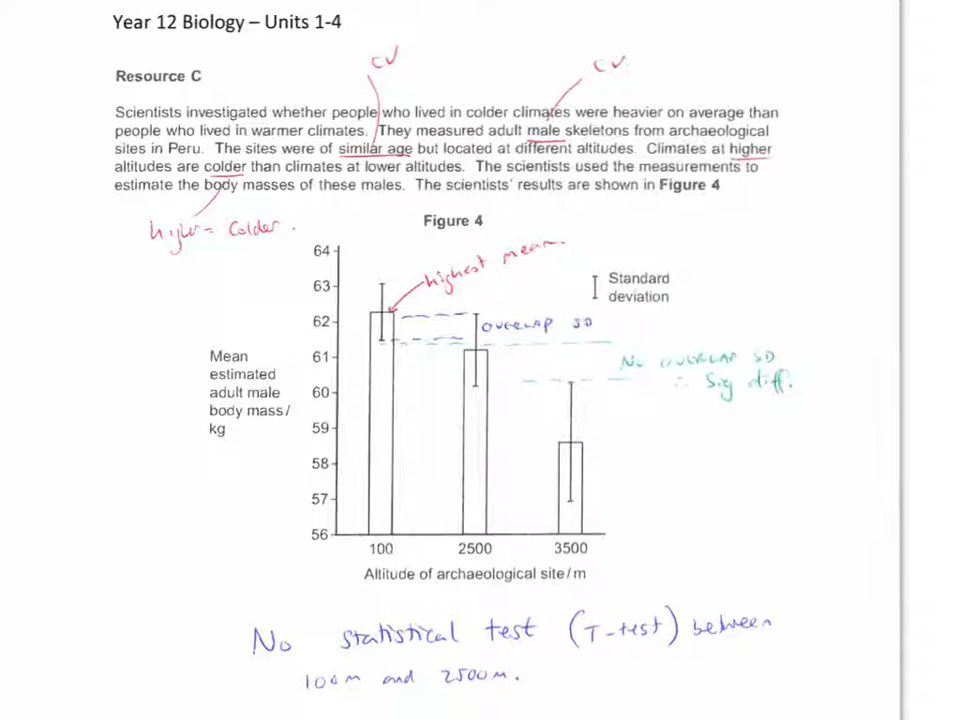 Year 12 Biology – Units 1-4
CV
CV
Resource C
Scientists investigated whether people who lived in colder climates were heavier on average than
people who lived in warmer climates. They measured adult male skeletons from archaeological
sites in Peru. The sites were of similar age but located at different altitudes. Climates at higher
altitudes are colder than climates at lower altitudes. The scientists used the measurements to
estimate the body masses of these males. The scientists' results are shown in Figure 4
higher = colder.
Figure 4
highest mean
64
63
62
61
60
59
58
57
56
Standard
deviation
OVERLAP SD
No OVERLAP SD
∴ Sig diff.
Mean
estimated
adult male
body mass/
kg
100 2500 3500
Altitude of archaeological site/m
No statistical test (T-test) between
100m and 2500m.